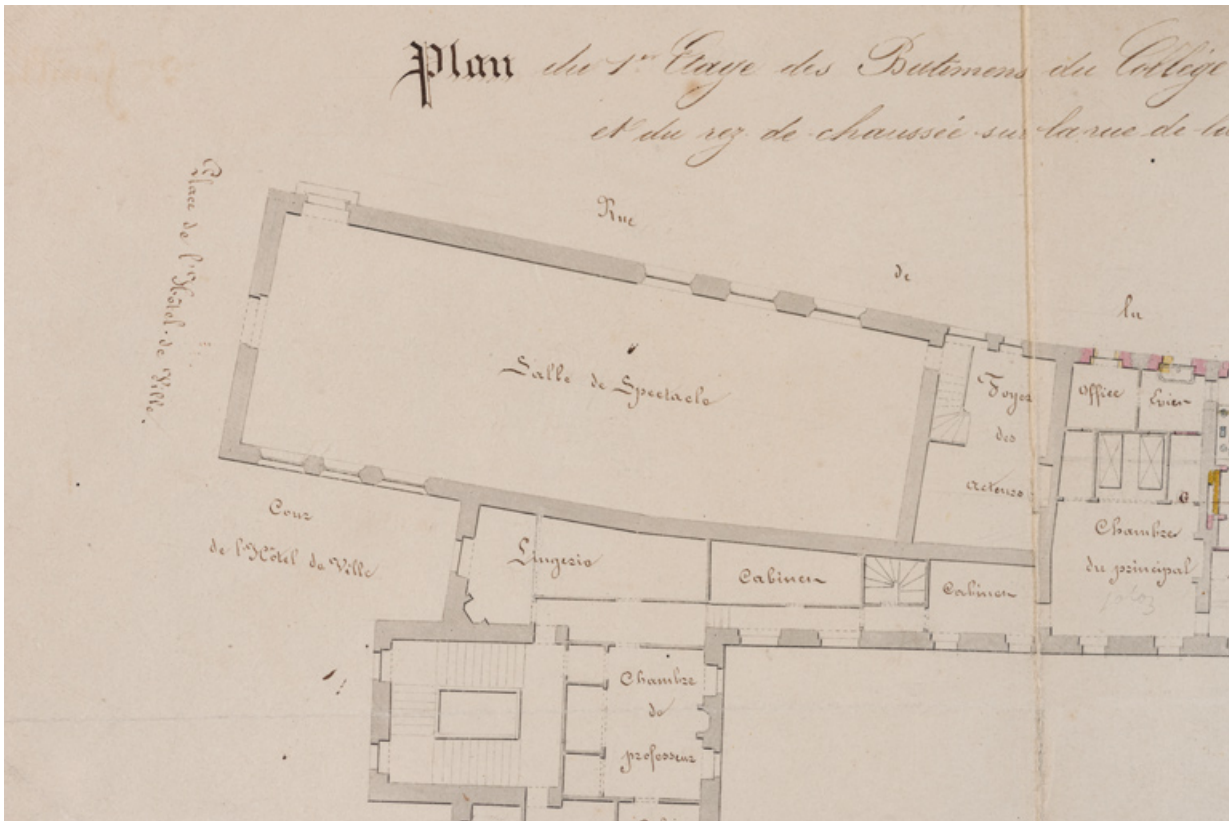 Plan du 1er Etage des Batimens du Collège
et du rez de chaussée sur la rue de la
Place de l'Hôtel-de-Ville.
Rue
de
la
Salle de Spectacle
Foyer
des
acteurs
Office
Evier
Cour
de l'Hôtel de Ville
Lingerie
Cabinet
Cabinet
Chambre
du principal
Chambre
de
professeur